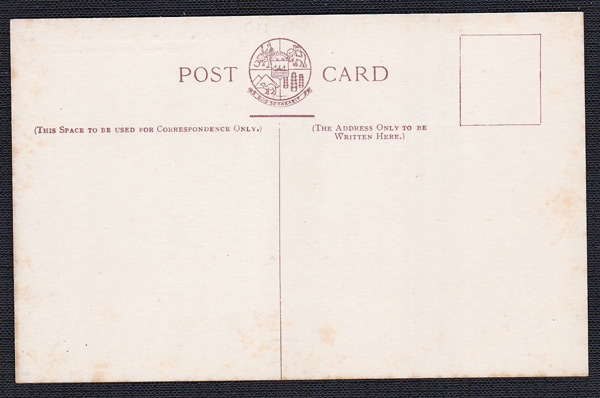 POST CARD
(THIS SPACE TO BE USED FOR CORRESPONDENCE ONLY.)
(THE ADDRESS ONLY TO BE
WRITTEN HERE.)